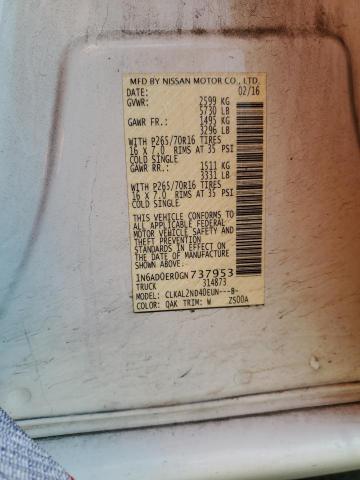 MFD BY NISSAN MOTOR CO., LTD.
DATE: 02/16
GVWR: 2599 KG
5730 LB
GAWR FR.: 1495 KG
3296 LB
WITH P265/70R16 TIRES
16 X 7.0 RIMS AT 35 PSI
COLD SINGLE
GAWR RR.: 1511 KG
3331 LB
WITH P265/70R16 TIRES
16 X 7.0 RIMS AT 35 PSI
COLD SINGLE
THIS VEHICLE CONFORMS TO
ALL APPLICABLE FEDERAL
MOTOR VEHICLE SAFETY AND
THEFT PREVENTION
STANDARDS IN EFFECT ON
THE DATE OF MANUFACTURE
SHOWN ABOVE.
1N6AD0ER0GN737953
TRUCK 314873
MODEL: CLKAL2ND4DEUN---B-
COLOR: QAK TRIM: W ZS00A